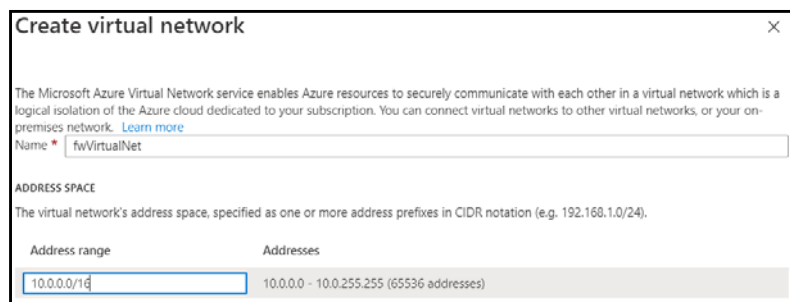 Create virtual network
The Microsoft Azure Virtual Network service enables Azure resources to securely communicate with each other in a virtual network which is a
logical isolation of the Azure cloud dedicated to your subscription. You can connect virtual networks to other virtual networks, or your on-
premises network. Learn more
Name * fwVirtualNet
ADDRESS SPACE
The virtual network's address space, specified as one or more address prefixes in CIDR notation (e.g. 192.168.1.0/24).
Address range Addresses
10.0.0.0/16 10.0.0.0 - 10.0.255.255 (65536 addresses)